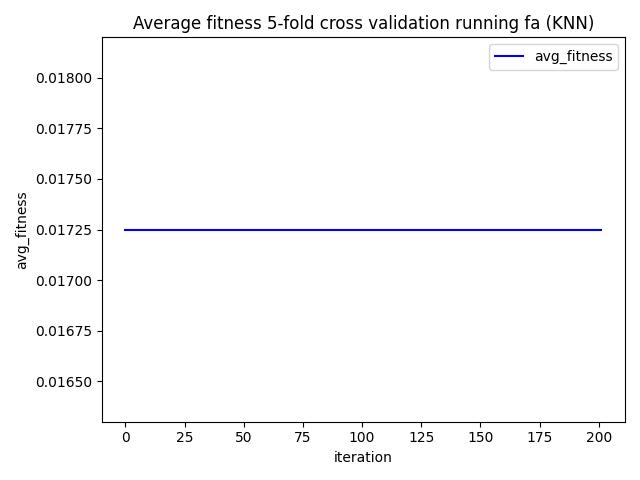 Average fitness 5-fold cross validation running fa (KNN)
avg_fitness
0.01800
0.01775
0.01750
0.01725
0.01700
0.01675
0.01650
avg_fitness
0 25 50 75 100 125 150 175 200
iteration